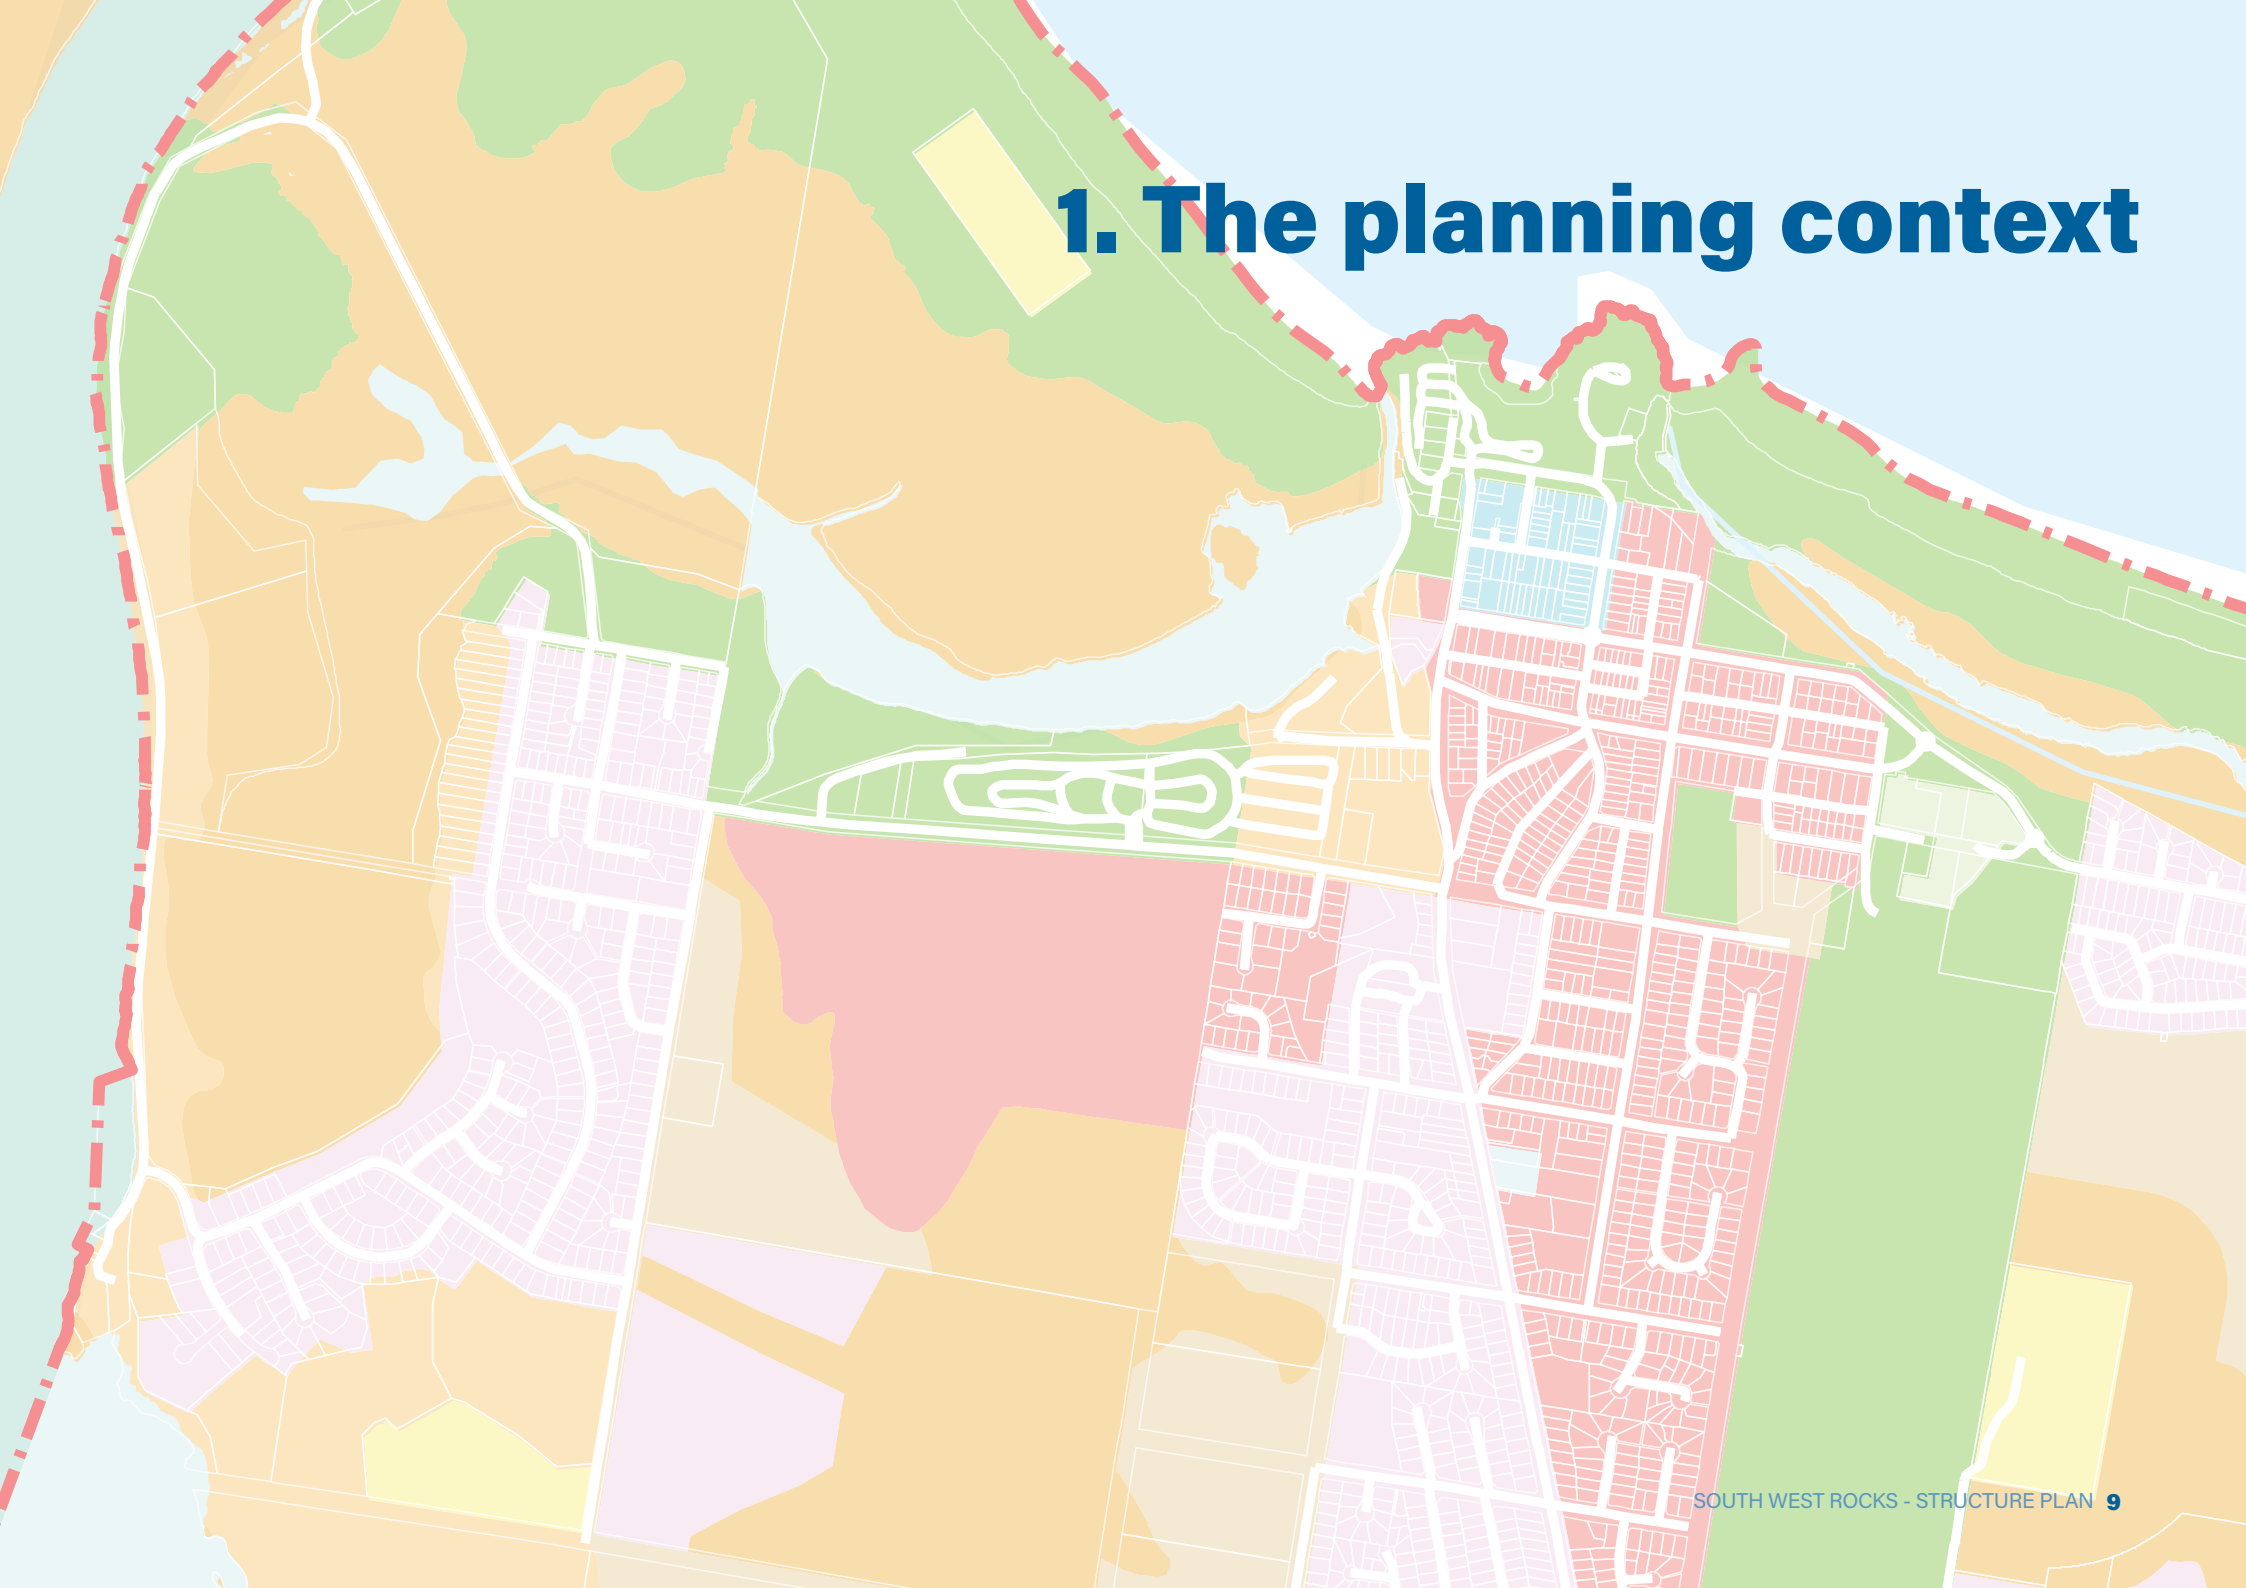 1. The planning context
SOUTH WEST ROCKS - STRUCTURE PLAN 9